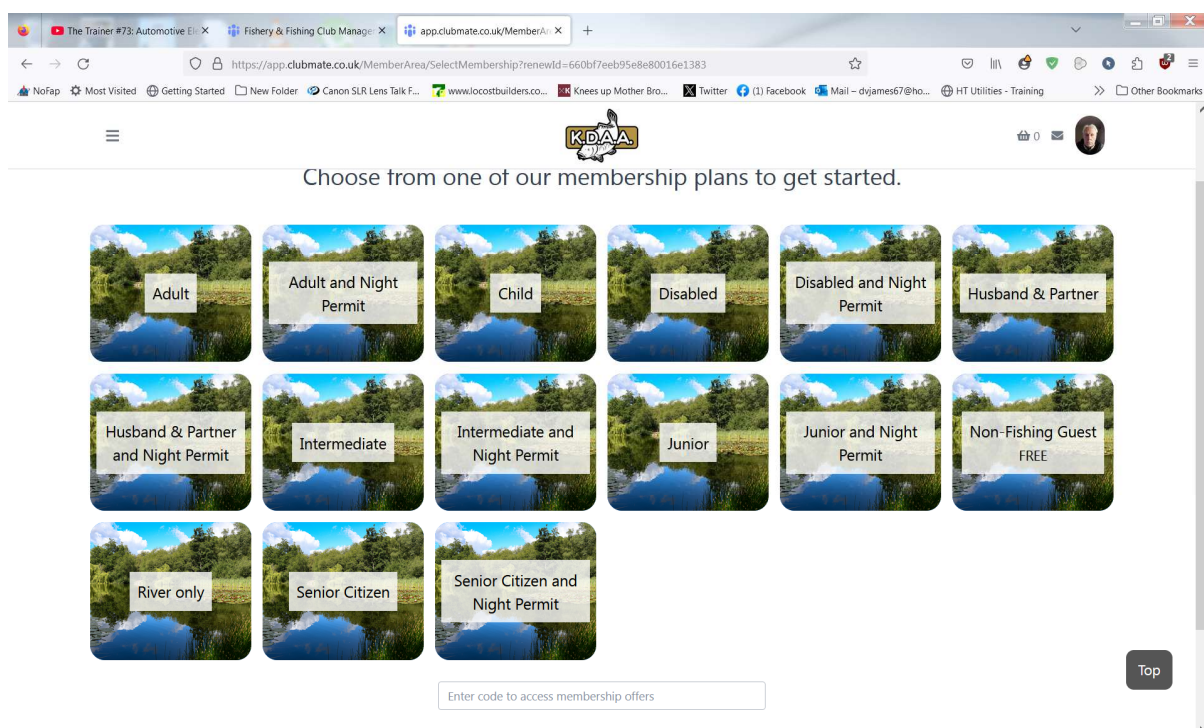 The Trainer #73: Automotive Ele
Fishery & Fishing Club Manager
app.clubmate.co.uk/MemberAre
https://app.clubmate.co.uk/MemberArea/SelectMembership?renewId=660bf7eeb95e8e80016e1383
NoFap
Most Visited
Getting Started
New Folder
Canon SLR Lens Talk F...
www.locostbuilders.co...
Knees up Mother Bro...
Twitter
(1) Facebook
Mail – dvjames67@ho...
HT Utilities - Training
Other Bookmarks
K.D.A.A.
0
Choose from one of our membership plans to get started.
Adult
Adult and Night
Permit
Child
Disabled
Disabled and Night
Permit
Husband & Partner
Husband & Partner
and Night Permit
Intermediate
Intermediate and
Night Permit
Junior
Junior and Night
Permit
Non-Fishing Guest
FREE
River only
Senior Citizen
Senior Citizen and
Night Permit
Enter code to access membership offers
Top